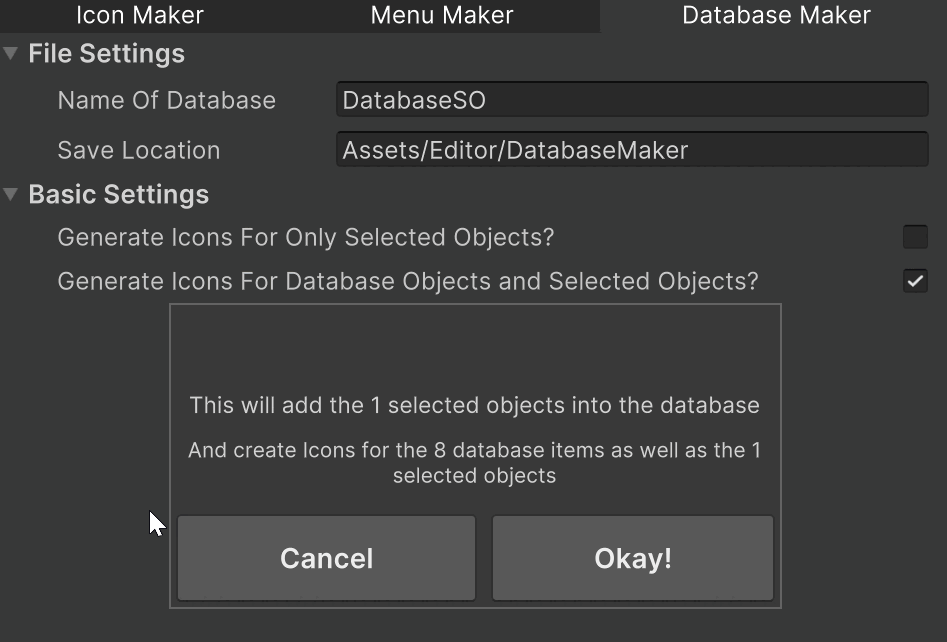 Icon Maker
Menu Maker
Database Maker
File Settings
Name Of Database
DatabaseSO
Save Location
Assets/Editor/DatabaseMaker
Basic Settings
Generate Icons For Only Selected Objects?
Generate Icons For Database Objects and Selected Objects?
This will add the 1 selected objects into the database
And create Icons for the 8 database items as well as the 1
selected objects
Cancel
Okay!